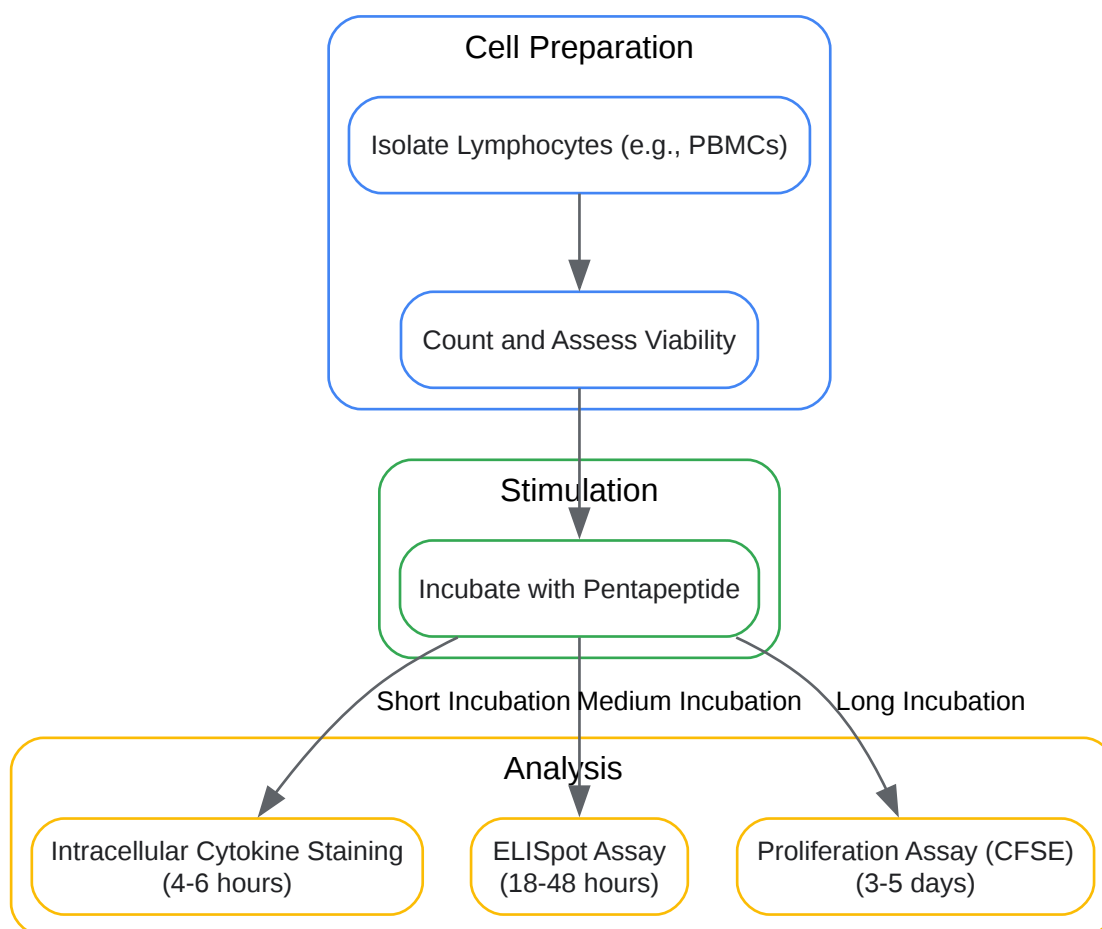 Cell Preparation
Isolate Lymphocytes (e.g., PBMCs)
Count and Assess Viability
Stimulation
Incubate with Pentapeptide
Short Incubation
Medium Incubation
Long Incubation
Analysis
Intracellular Cytokine Staining
(4-6 hours)
ELISpot Assay
(18-48 hours)
Proliferation Assay (CFSE)
(3-5 days)